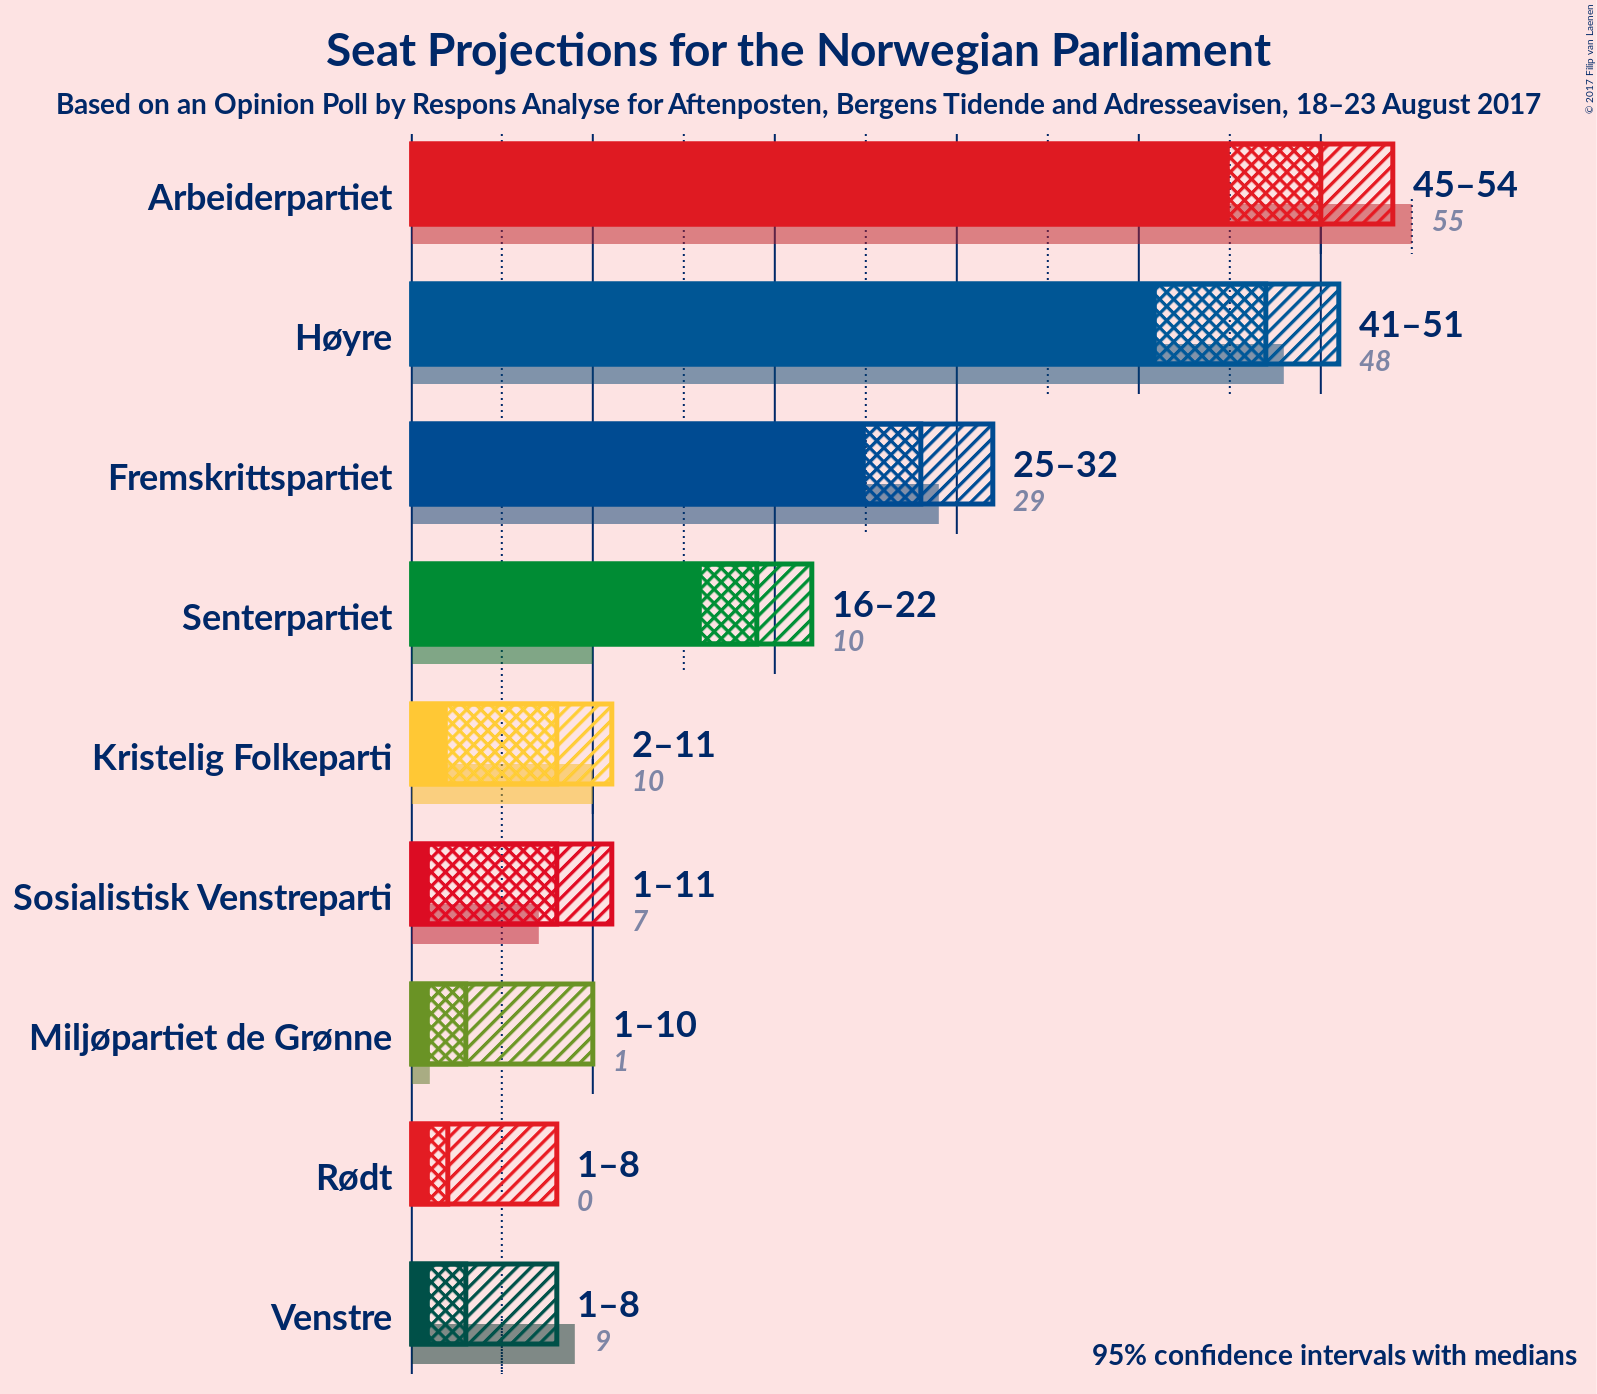 Seat Projections for the Norwegian Parliament
Based on an Opinion Poll by Respons Analyse for Aftenposten, Bergens Tidende and Adresseavisen, 18–23 August 2017
© 2017 Filip van Laenen
Arbeiderpartiet
45–54
55
Høyre
41–51
48
Fremskrittspartiet
25–32
29
Senterpartiet
16–22
10
Kristelig Folkeparti
2–11
10
Sosialistisk Venstreparti
1–11
7
Miljøpartiet de Grønne
1–10
1
Rødt
1–8
0
Venstre
1–8
9
95% confidence intervals with medians